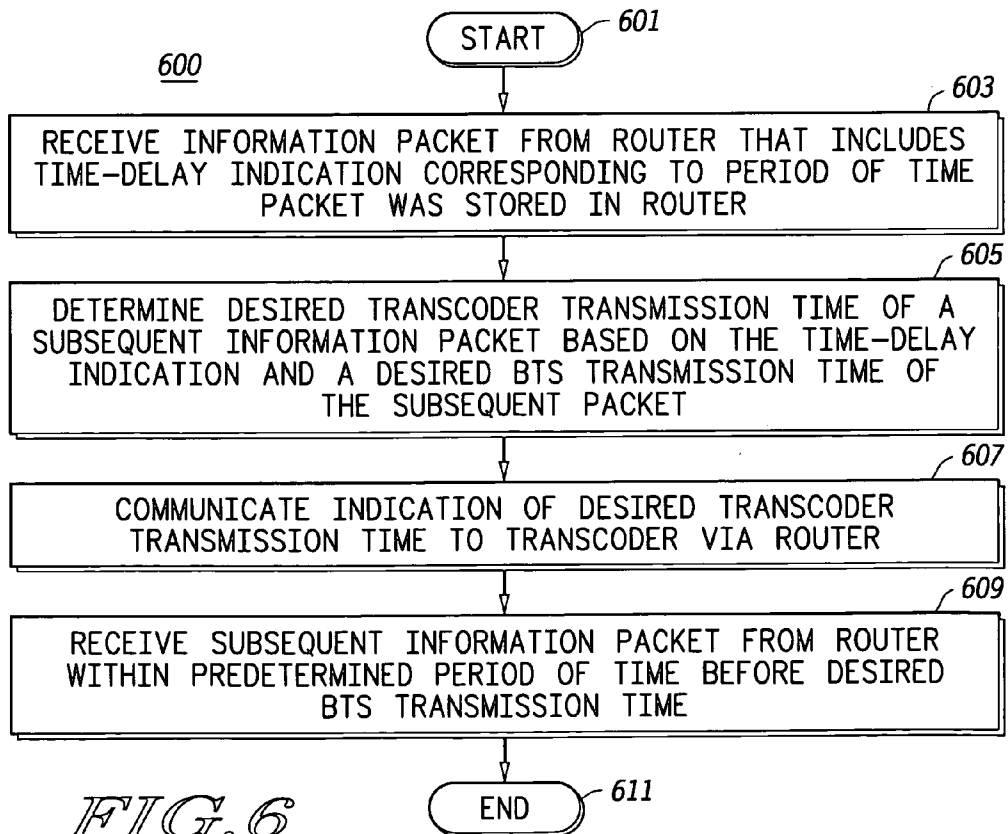 START
601
600
603
RECEIVE INFORMATION PACKET FROM ROUTER THAT INCLUDES
TIME-DELAY INDICATION CORRESPONDING TO PERIOD OF TIME
PACKET WAS STORED IN ROUTER
605
DETERMINE DESIRED TRANSCODER TRANSMISSION TIME OF A
SUBSEQUENT INFORMATION PACKET BASED ON THE TIME-DELAY
INDICATION AND A DESIRED BTS TRANSMISSION TIME OF
THE SUBSEQUENT PACKET
607
COMMUNICATE INDICATION OF DESIRED TRANSCODER
TRANSMISSION TIME TO TRANSCODER VIA ROUTER
609
RECEIVE SUBSEQUENT INFORMATION PACKET FROM ROUTER
WITHIN PREDETERMINED PERIOD OF TIME BEFORE DESIRED
BTS TRANSMISSION TIME
END
611
FIG.6